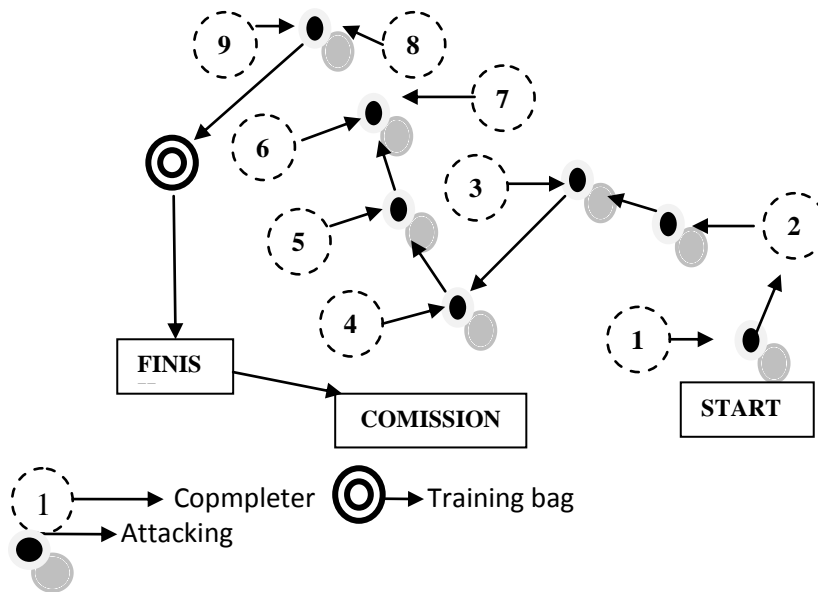 9
8
7
6
3
5
2
4
1
FINIS
COMISSION
START
1 Copmpleter Training bag
Attacking